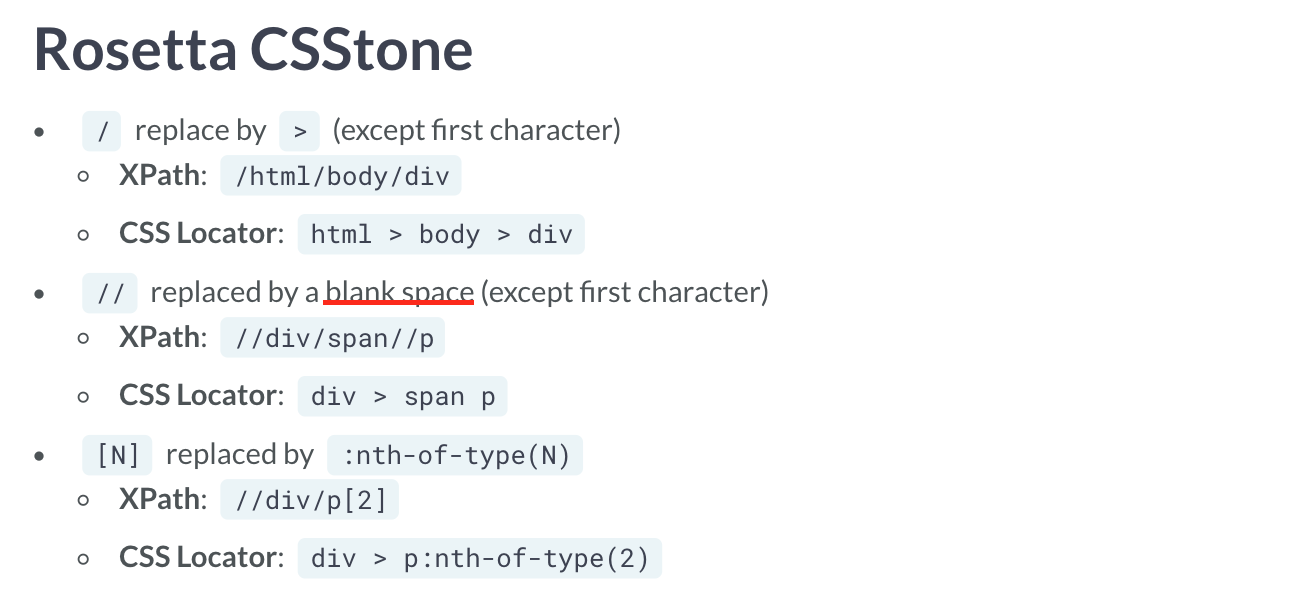 Rosetta CSStone
• / replace by > (except first character)
○ XPath: /html/body/div
○ CSS Locator: html > body > div
• // replaced by a blank space (except first character)
○ XPath: //div/span//p
○ CSS Locator: div > span p
• [N] replaced by :nth-of-type(N)
○ XPath: //div/p[2]
○ CSS Locator: div > p:nth-of-type(2)